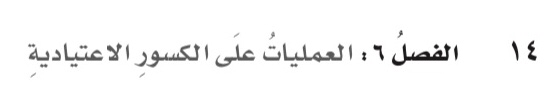 ١٤ الفصلُ ٦ : العملياتُ علَى الكسورِ الاعتياديةِ